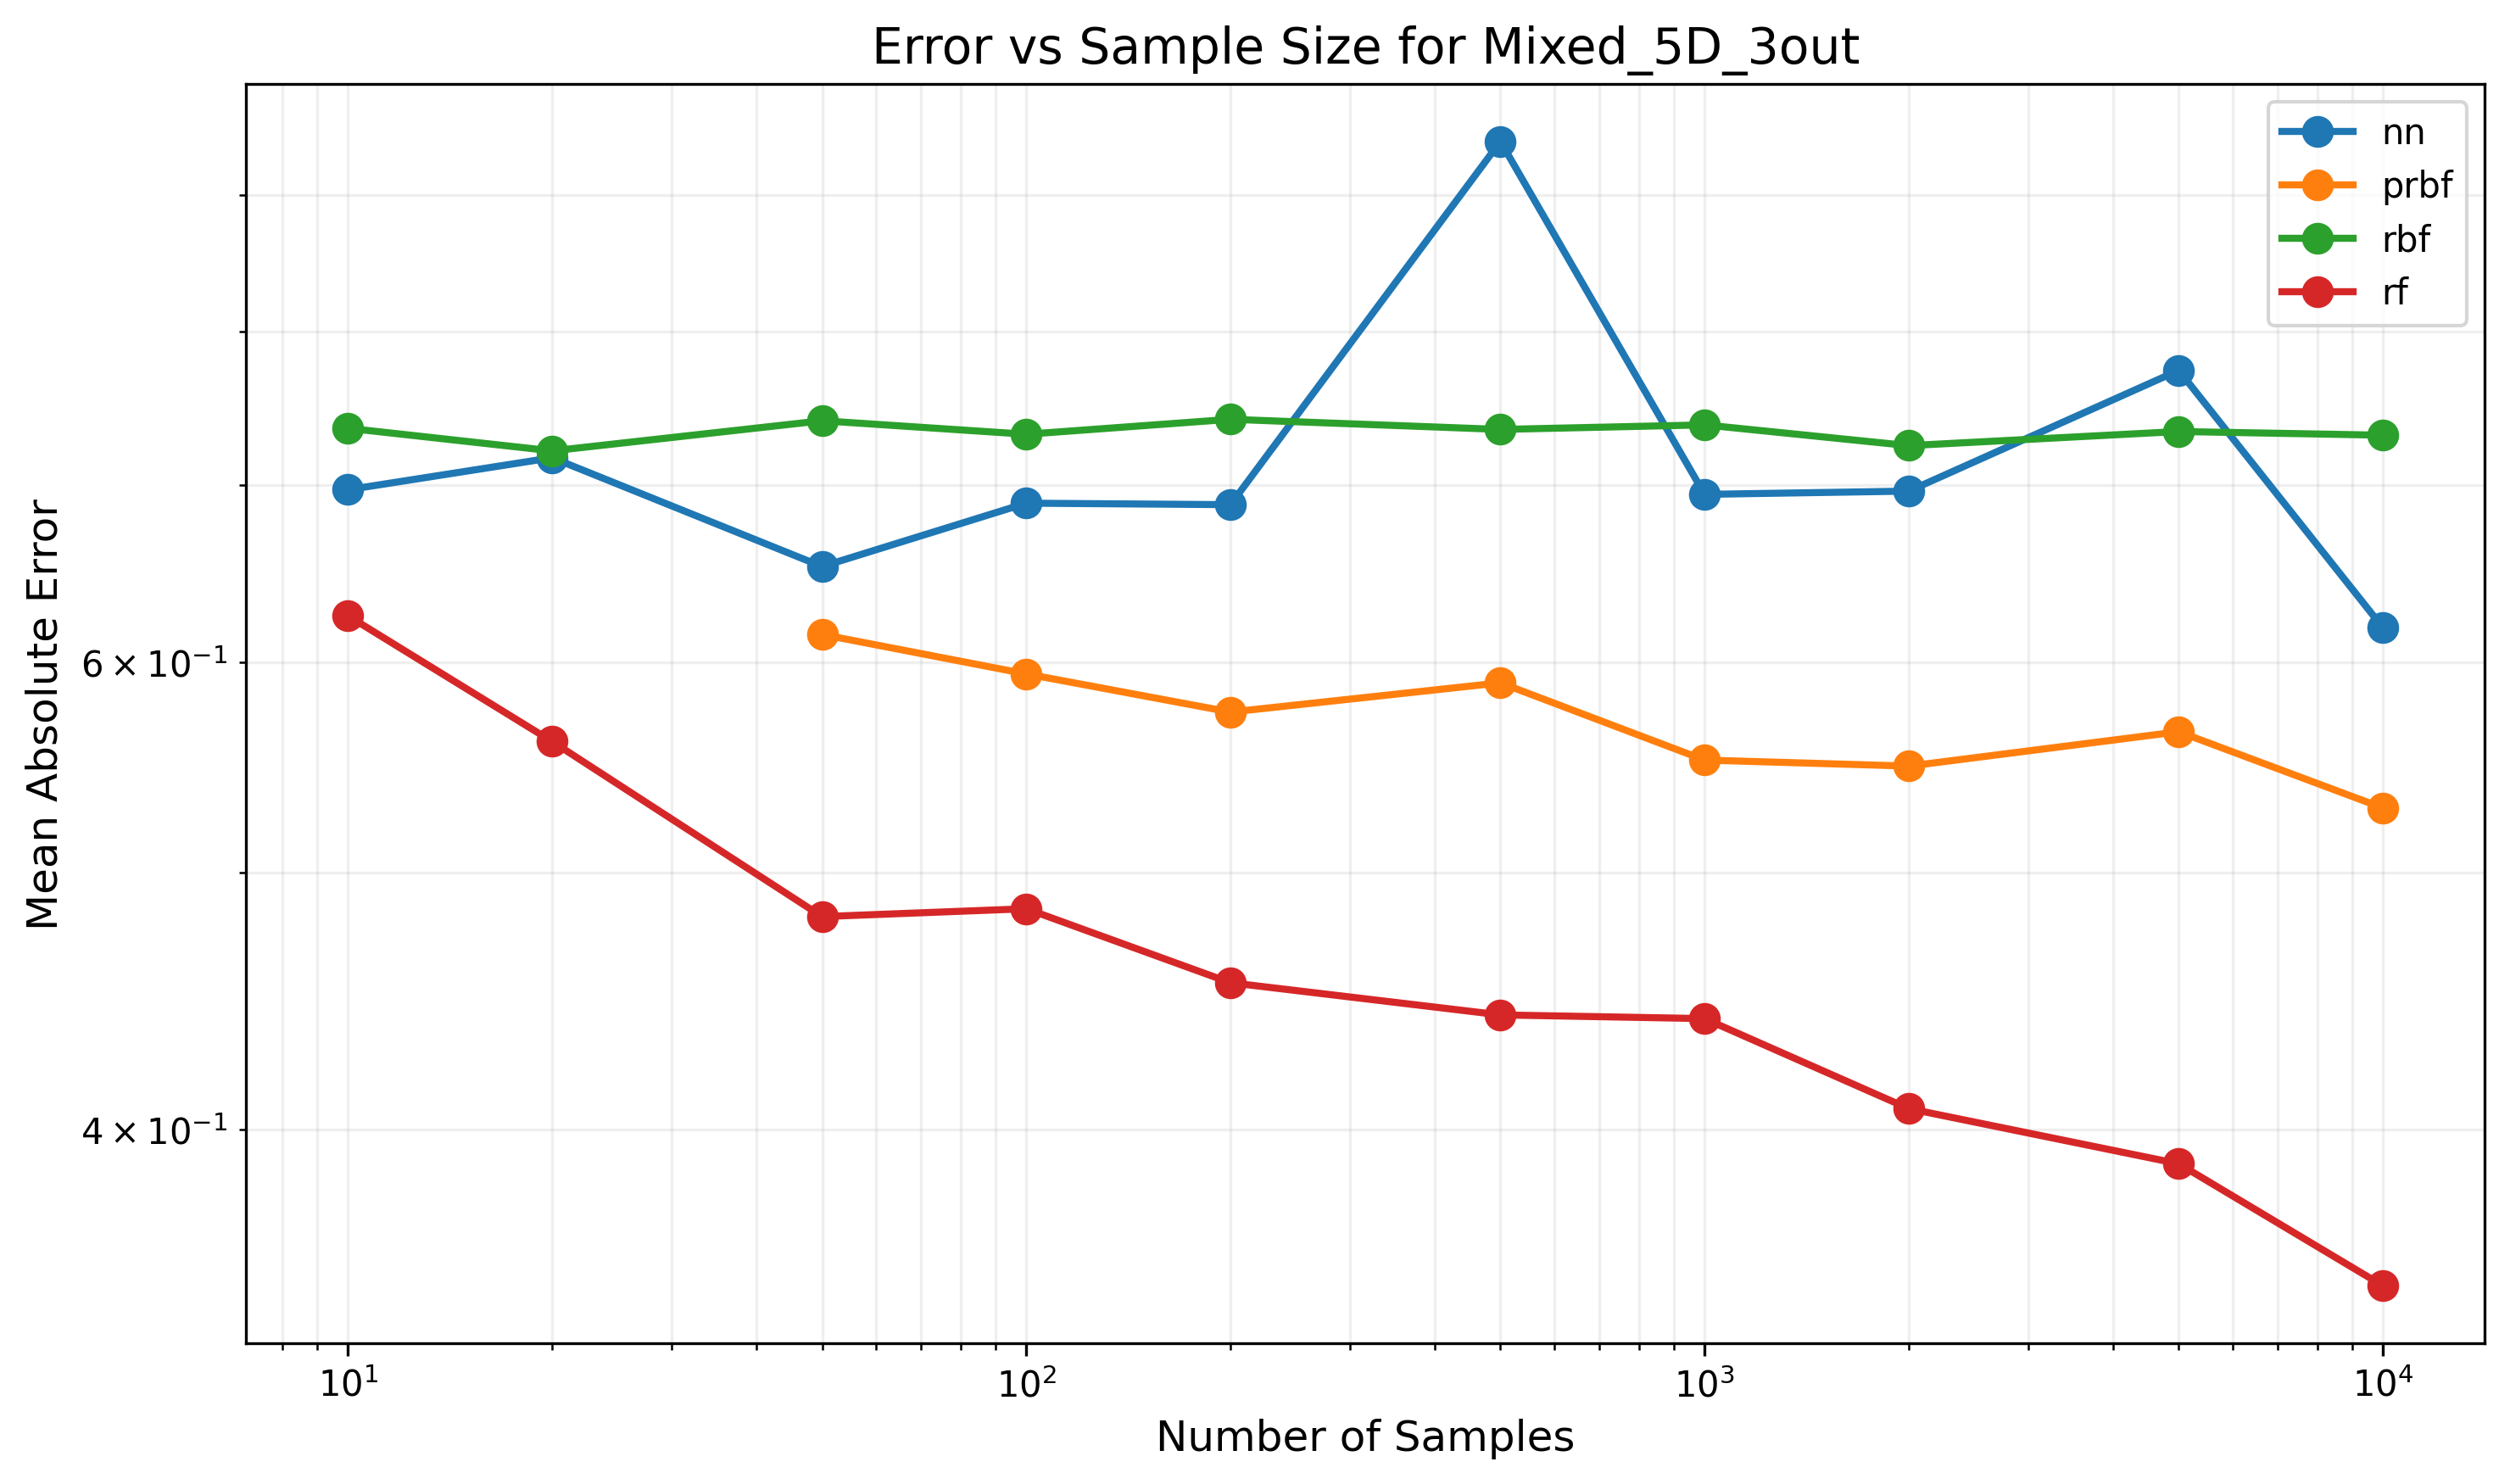 Error vs Sample Size for Mixed_5D_3out
nn
prbf
rbf
rf
Mean Absolute Error
6 × 10⁻¹
4 × 10⁻¹
10¹
10²
10³
10⁴
Number of Samples